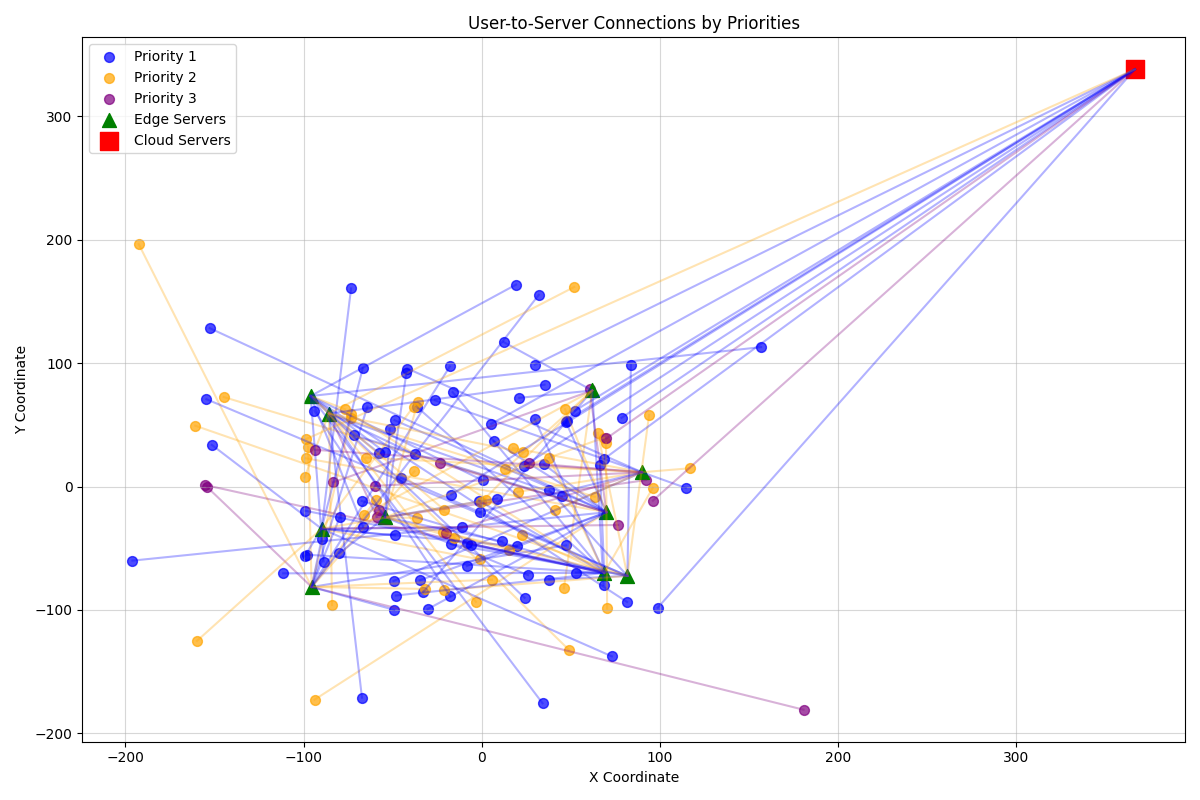 User-to-Server Connections by Priorities
Priority 1
Priority 2
Priority 3
Edge Servers
Cloud Servers
Y Coordinate
300
200
100
0
−100
−200
−200
−100
0
100
200
300
X Coordinate